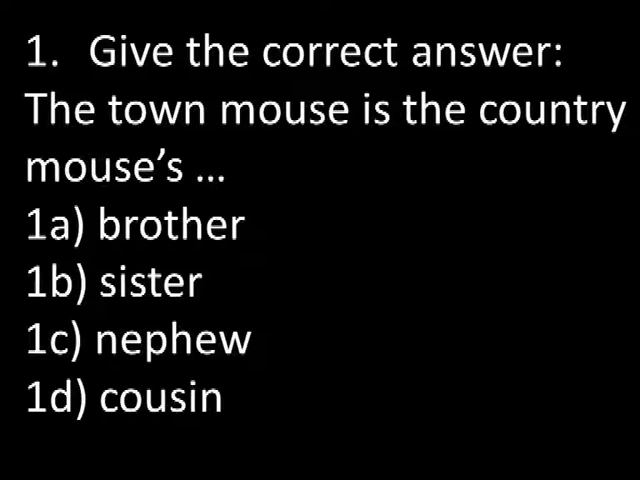 1. Give the correct answer:
The town mouse is the country
mouse’s …
1a) brother
1b) sister
1c) nephew
1d) cousin